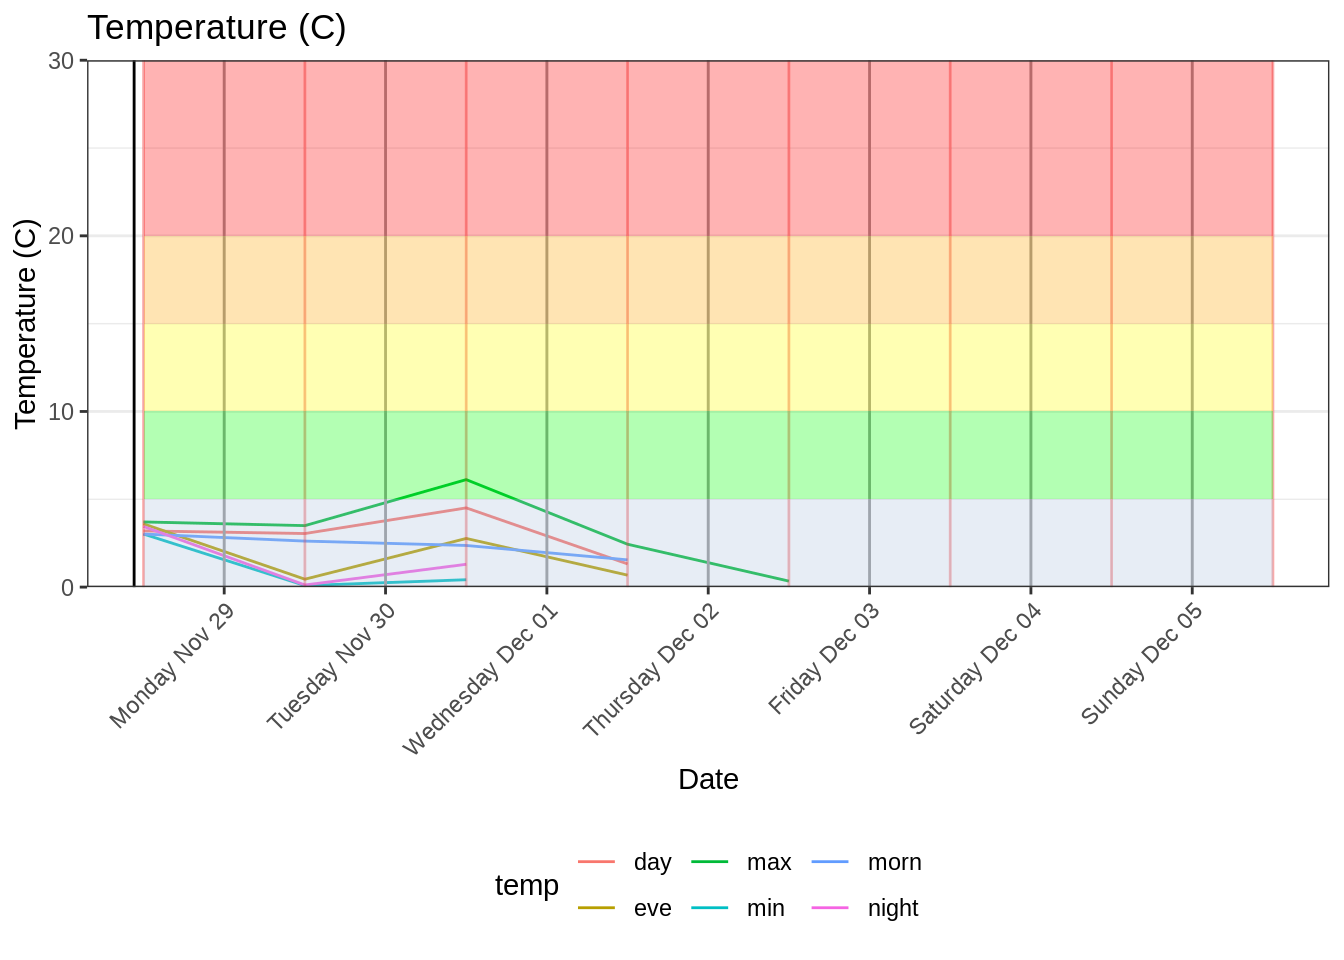 Temperature (C)
Temperature (C)
30
20
10
0
Monday Nov 29
Tuesday Nov 30
Wednesday Dec 01
Thursday Dec 02
Friday Dec 03
Saturday Dec 04
Sunday Dec 05
Date
temp
day
max
morn
eve
min
night